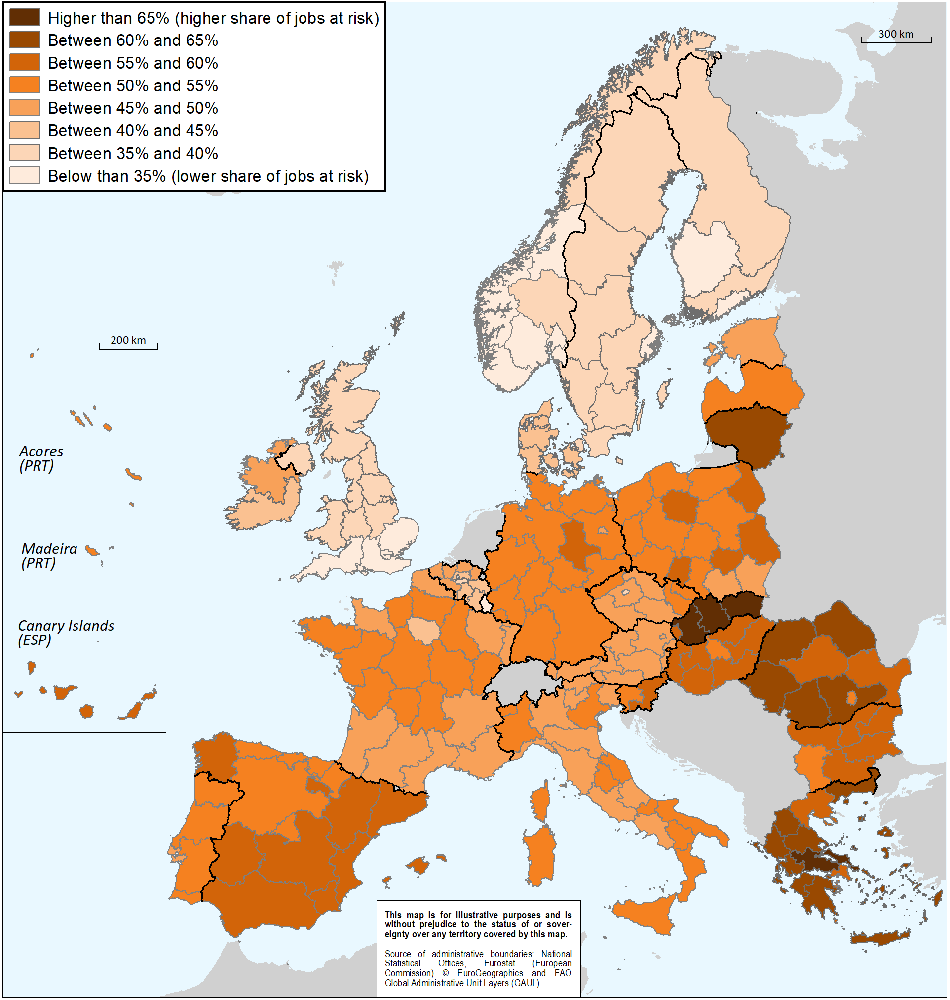 Higher than 65% (higher share of jobs at risk)
Between 60% and 65%
Between 55% and 60%
Between 50% and 55%
Between 45% and 50%
Between 40% and 45%
Between 35% and 40%
Below than 35% (lower share of jobs at risk)
300 km
200 km
Acores
(PRT)
Madeira
(PRT)
Canary Islands
(ESP)
This map is for illustrative purposes and is
without prejudice to the status of or sover-
eignty over any territory covered by this map.
Source of administrative boundaries: National
Statistical Offices, Eurostat (European
Commission) © EuroGeographics and FAO
Global Administrative Unit Layers (GAUL).